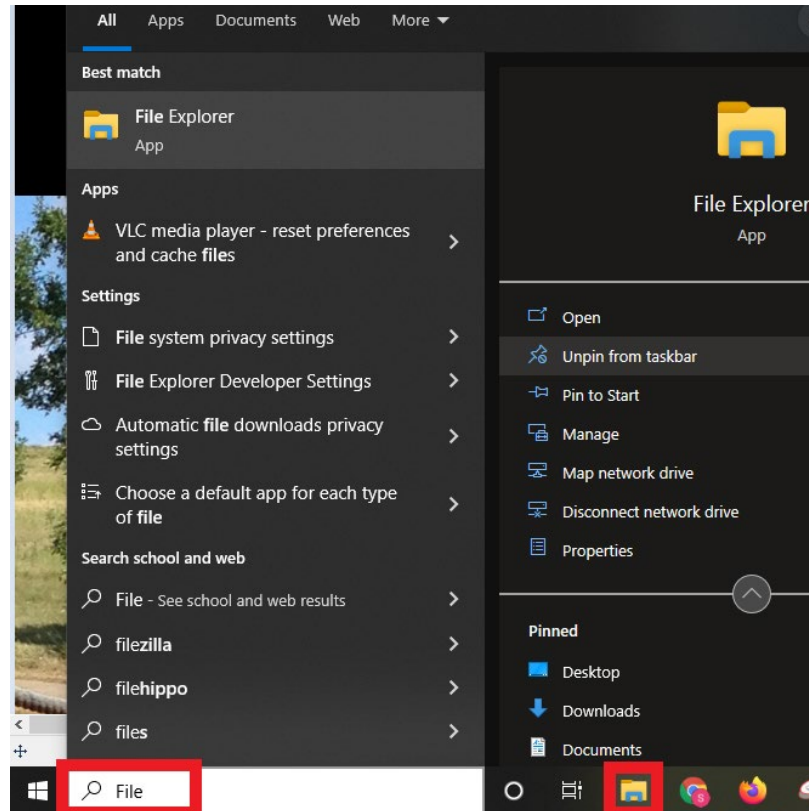 All Apps Documents Web More
Best match
File Explorer
App
Apps
VLC media player - reset preferences
and cache files
Settings
File system privacy settings
File Explorer Developer Settings
Automatic file downloads privacy
settings
Choose a default app for each type
of file
Search school and web
File - See school and web results
filezilla
filehippo
files
File
File Explorer
App
Open
Unpin from taskbar
Pin to Start
Manage
Map network drive
Disconnect network drive
Properties
Pinned
Desktop
Downloads
Documents
S